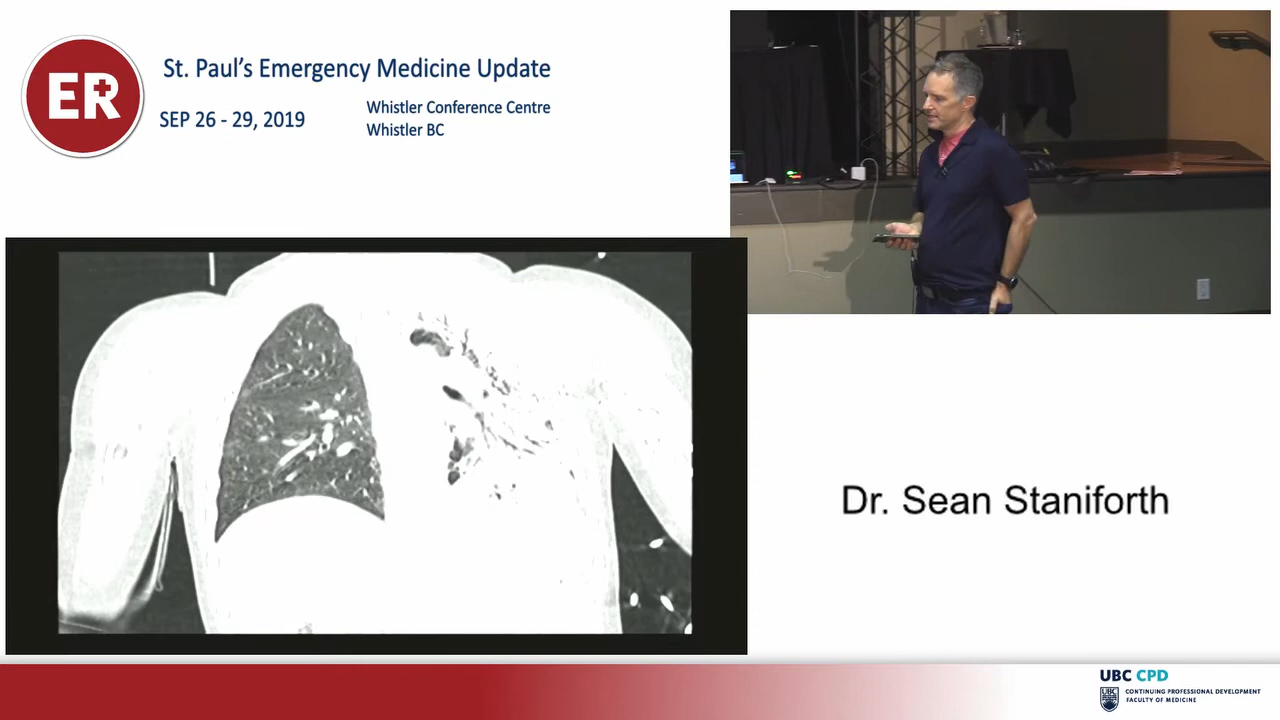 ER
St. Paul's Emergency Medicine Update
SEP 26 - 29, 2019
Whistler Conference Centre
Whistler BC
Dr. Sean Staniforth
UBC CPD
UBC
CONTINUING PROFESSIONAL DEVELOPMENT
FACULTY OF MEDICINE